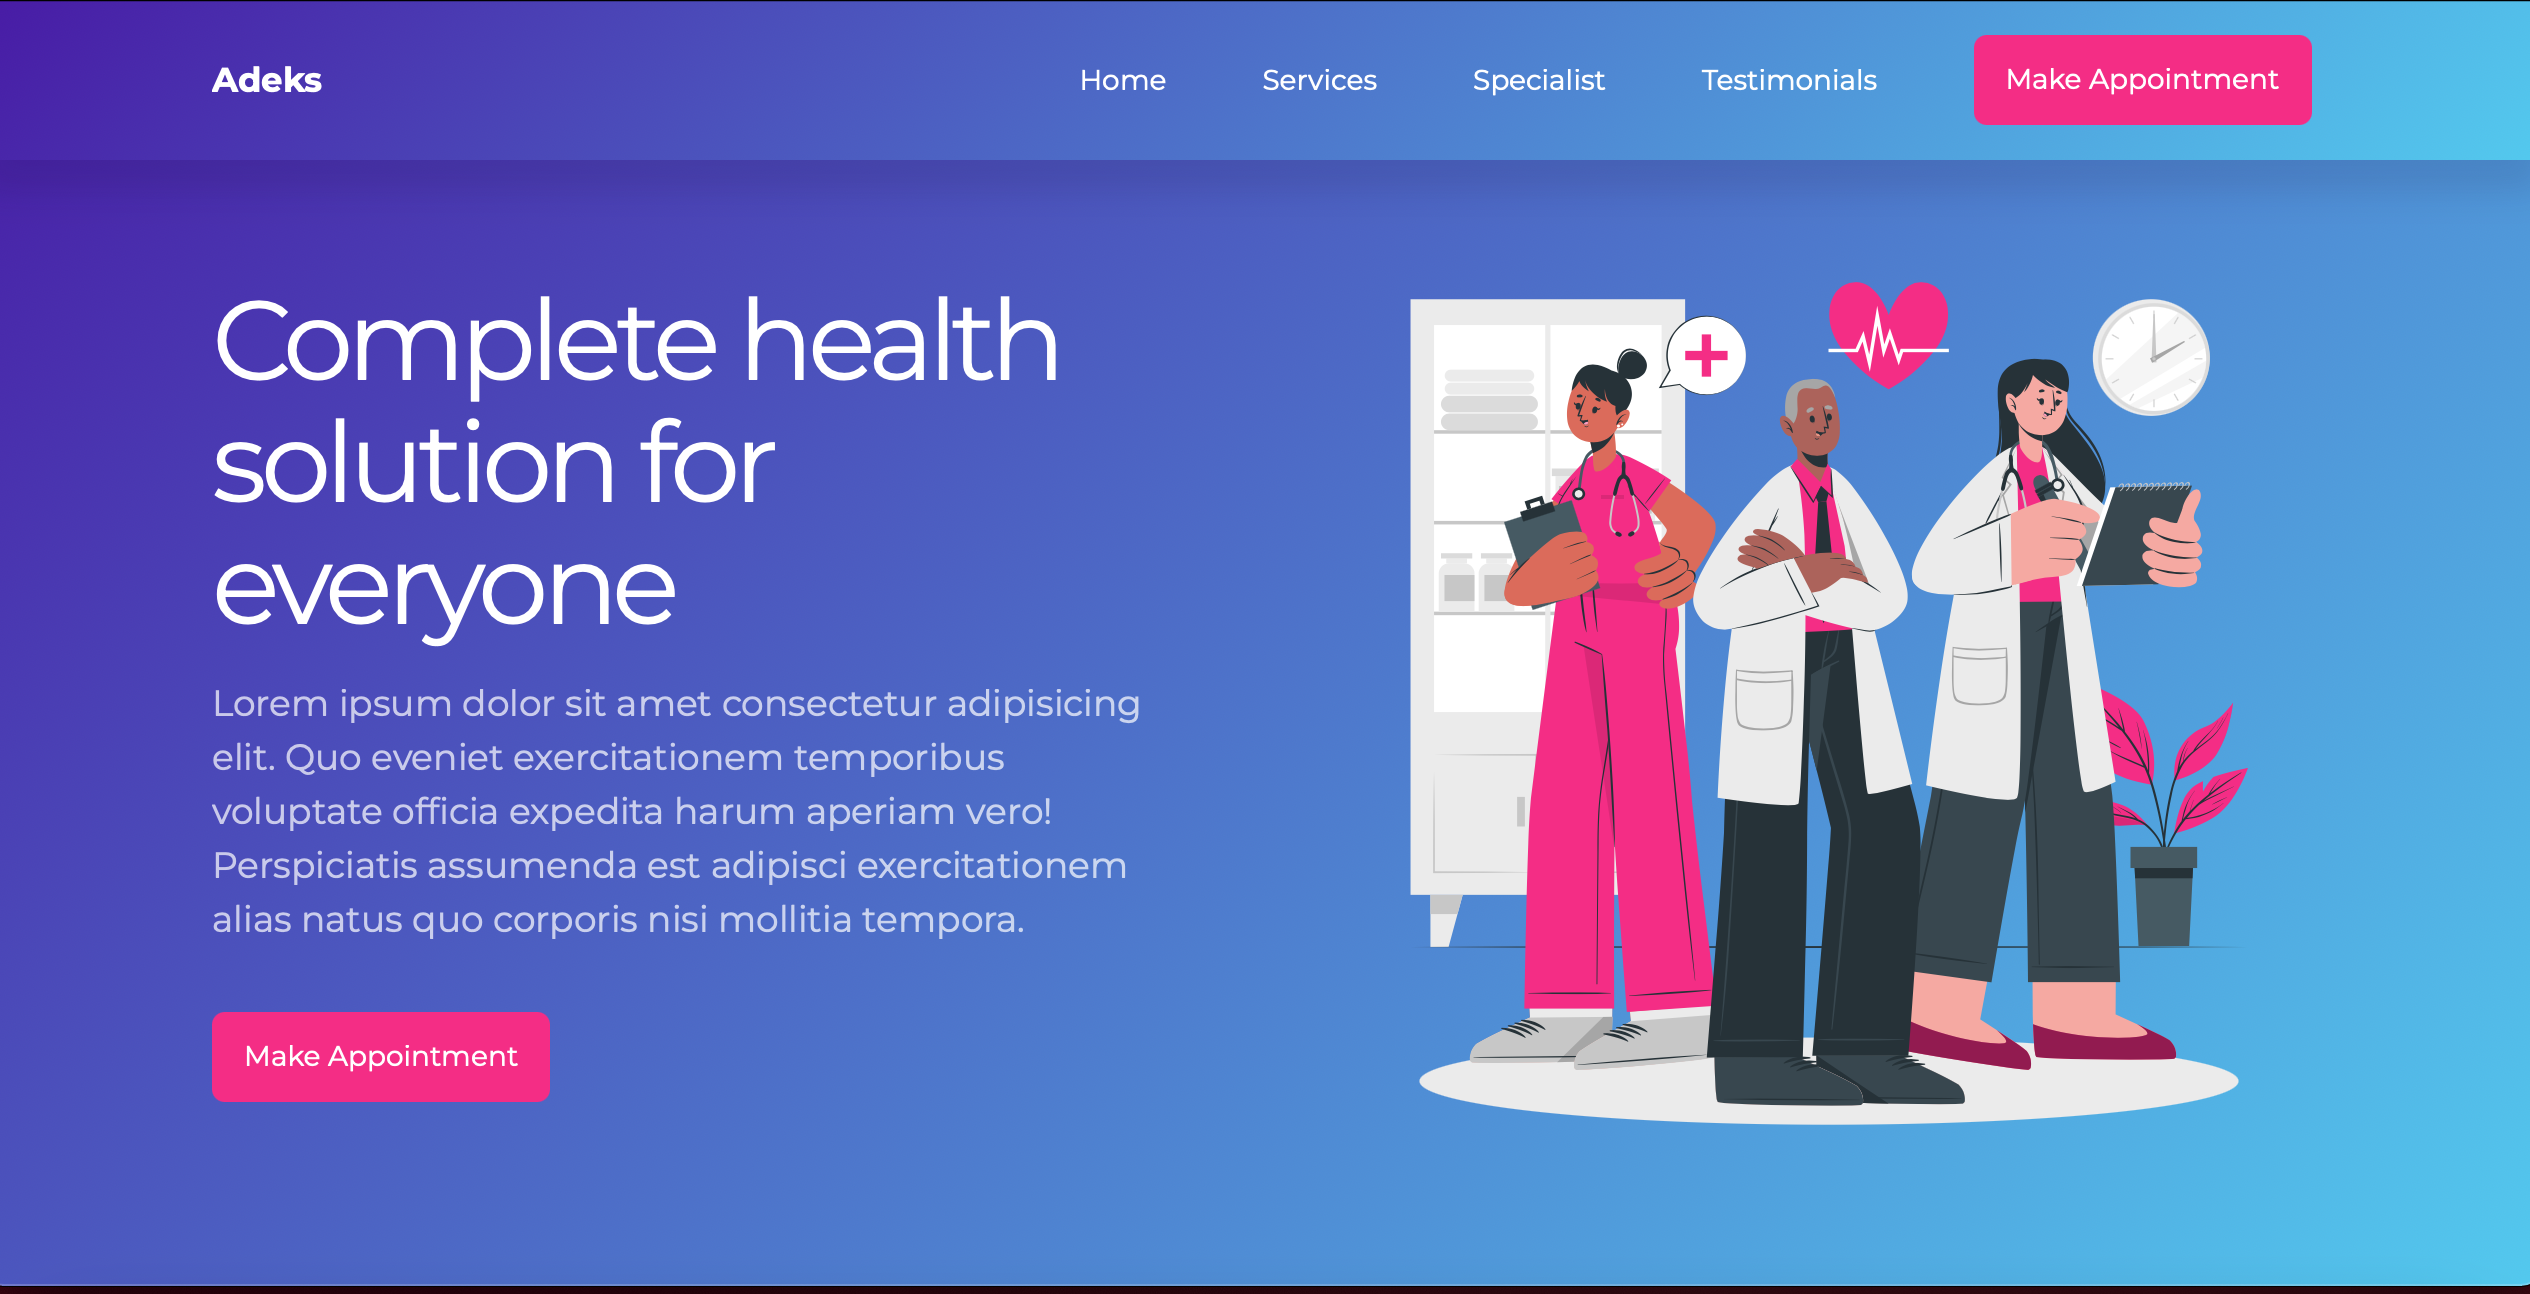 Adeks
Home
Services
Specialist
Testimonials
Make Appointment
Complete health
solution for
everyone
Lorem ipsum dolor sit amet consectetur adipisicing
elit. Quo eveniet exercitationem temporibus
voluptate officia expedita harum aperiam vero!
Perspiciatis assumenda est adipisci exercitationem
alias natus quo corporis nisi mollitia tempora.
Make Appointment